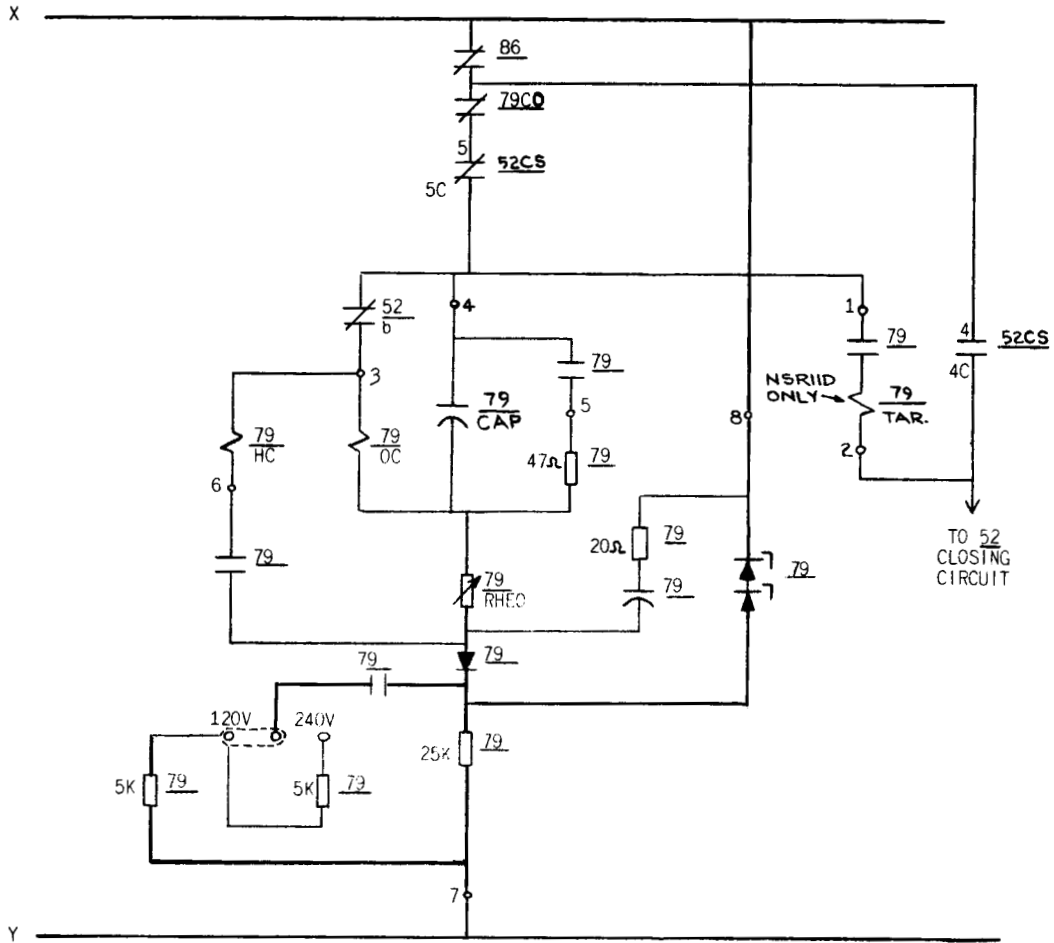 X
86
79CO
5
52CS
5C
52
b
4
1
79
4
52CS
4C
3
79
5
79
CAP
NSR11D
ONLY
79
TAR.
8
79
HC
79
OC
2
47Ω
79
6
79
20Ω
79
79
79
TO 52
CLOSING
CIRCUIT
79
RHEO
79
79
120V
240V
25K
79
5K
79
5K
79
7
Y